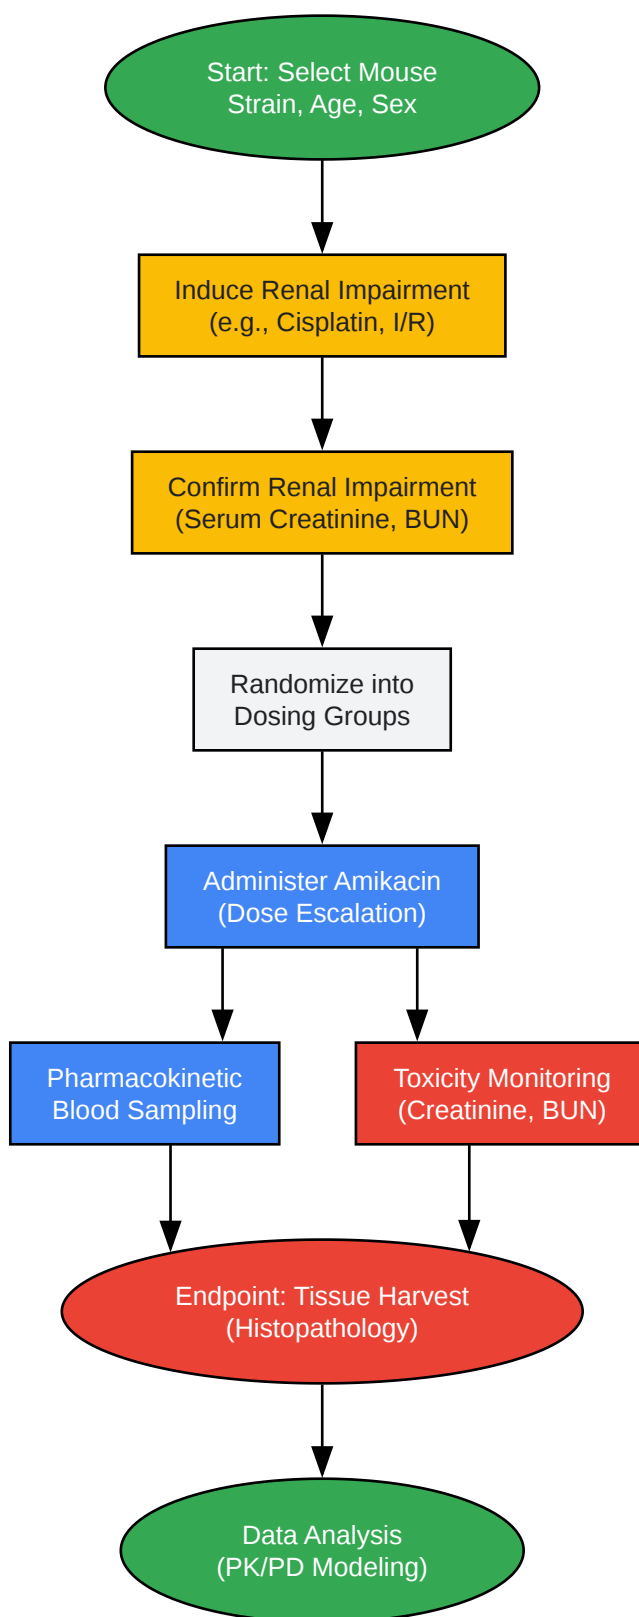 Start: Select Mouse
Strain, Age, Sex
Induce Renal Impairment
(e.g., Cisplatin, I/R)
Confirm Renal Impairment
(Serum Creatinine, BUN)
Randomize into
Dosing Groups
Administer Amikacin
(Dose Escalation)
Pharmacokinetic
Blood Sampling
Toxicity Monitoring
(Creatinine, BUN)
Endpoint: Tissue Harvest
(Histopathology)
Data Analysis
(PK/PD Modeling)